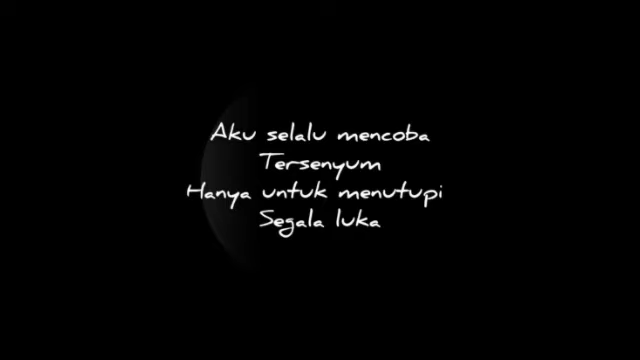 Aku selalu mencoba
Tersenyum
Hanya untuk menutupi
Segala luka